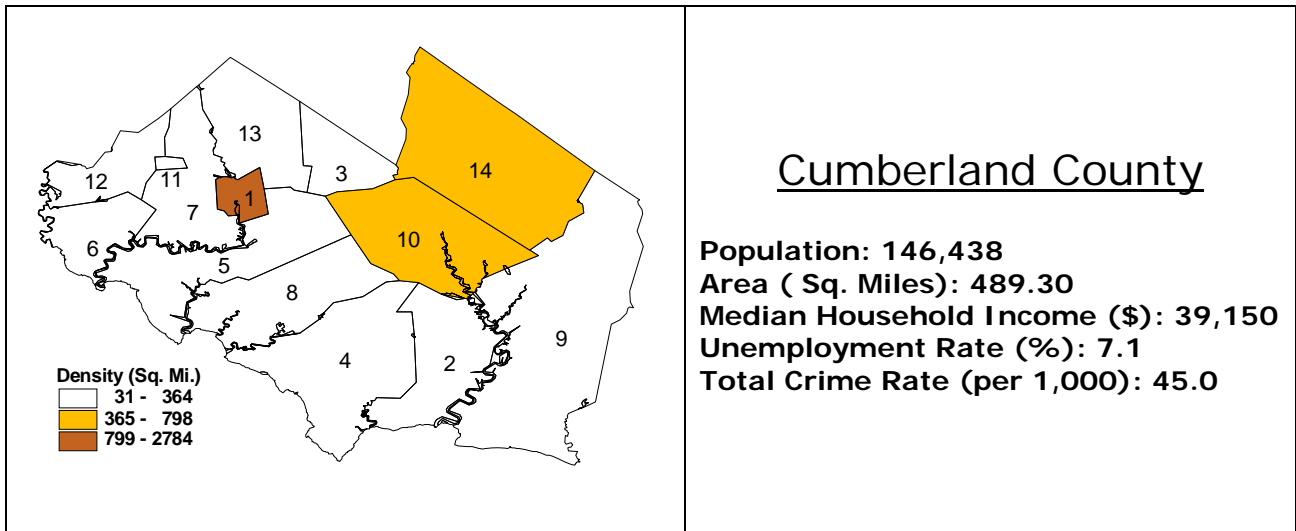 13
3
14
12
11
1
7
10
6
5
8
9
4
2
Density (Sq. Mi.)
31 - 364
365 - 798
799 - 2784
Cumberland County
Population: 146,438
Area ( Sq. Miles): 489.30
Median Household Income ($): 39,150
Unemployment Rate (%): 7.1
Total Crime Rate (per 1,000): 45.0